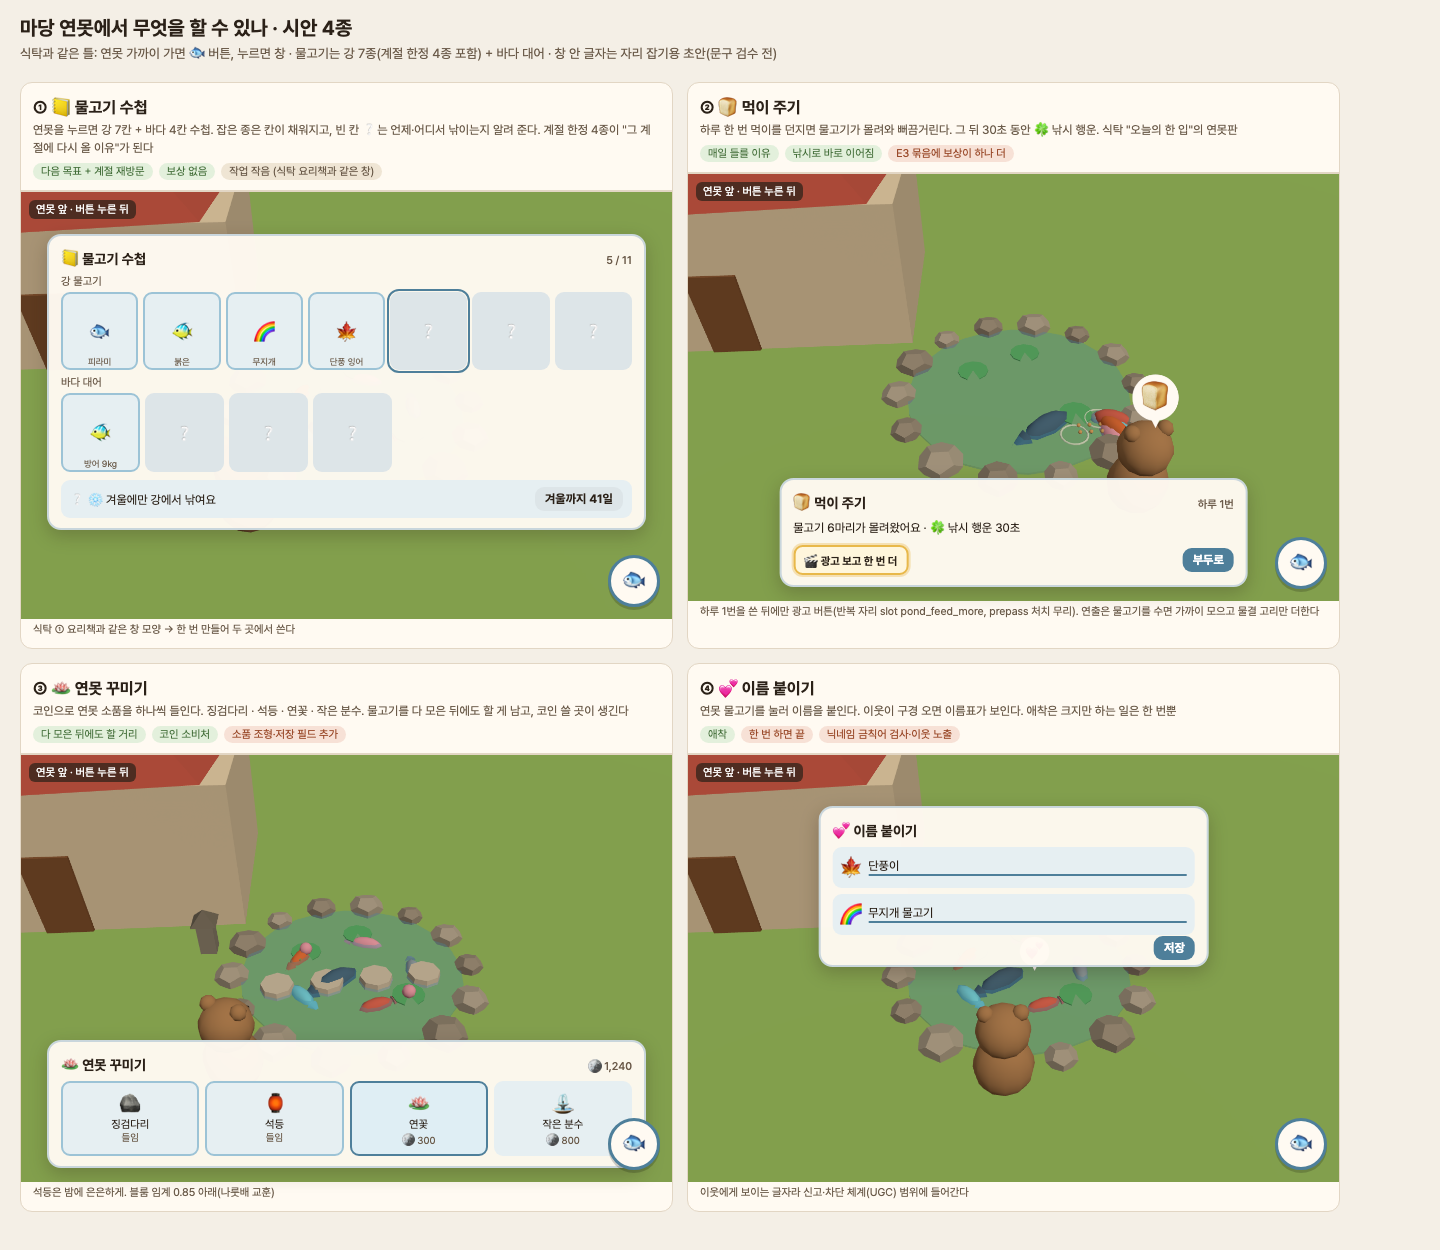 마당 연못에서 무엇을 할 수 있나 · 시안 4종
식탁과 같은 틀: 연못 가까이 가면 🐟 버튼, 누르면 창 · 물고기는 강 7종(계절 한정 4종 포함) + 바다 대어 · 창 안 글자는 자리 잡기용 초안(문구 검수 전)
① 📒 물고기 수첩
연못을 누르면 강 7칸 + 바다 4칸 수첩. 잡은 종은 칸이 채워지고, 빈 칸 ❔ 는 언제·어디서 낚이는지 알려 준다. 계절 한정 4종이 "그 계
절에 다시 올 이유"가 된다
다음 목표 + 계절 재방문
보상 없음
작업 작음 (식탁 요리책과 같은 창)
연못 앞 · 버튼 누른 뒤
📒 물고기 수첩
5 / 11
강 물고기
피라미
붉은
무지개
단풍 잉어
❔
❔
❔
바다 대어
방어 9kg
❔
❔
❔
❔ ❄️ 겨울에만 강에서 낚여요
겨울까지 41일
식탁 ① 요리책과 같은 창 모양 → 한 번 만들어 두 곳에서 쓴다
② 🍞 먹이 주기
하루 한 번 먹이를 던지면 물고기가 몰려와 뻐끔거린다. 그 뒤 30초 동안 🍀 낚시 행운. 식탁 "오늘의 한 입"의 연못판
매일 들를 이유
낚시로 바로 이어짐
E3 묶음에 보상이 하나 더
연못 앞 · 버튼 누른 뒤
🍞 먹이 주기
하루 1번
물고기 6마리가 몰려왔어요 · 🍀 낚시 행운 30초
🎬 광고 보고 한 번 더
부두로
하루 1번을 쓴 뒤에만 광고 버튼(반복 자리 slot pond_feed_more, prepass 처치 무리). 연출은 물고기를 수면 가까이 모으고 물결 고리만 더한다
③ 🪷 연못 꾸미기
코인으로 연못 소품을 하나씩 들인다. 징검다리 · 석등 · 연꽃 · 작은 분수. 물고기를 다 모은 뒤에도 할 게 남고, 코인 쓸 곳이 생긴다
다 모은 뒤에도 할 거리
코인 소비처
소품 조형·저장 필드 추가
연못 앞 · 버튼 누른 뒤
🪷 연못 꾸미기
🪙 1,240
징검다리
들임
석등
들임
연꽃
🪙 300
작은 분수
🪙 800
석등은 밤에 은은하게. 블룸 임계 0.85 아래(나룻배 교훈)
④ 💕 이름 붙이기
연못 물고기를 눌러 이름을 붙인다. 이웃이 구경 오면 이름표가 보인다. 애착은 크지만 하는 일은 한 번뿐
애착
한 번 하면 끝
닉네임 금칙어 검사·이웃 노출
연못 앞 · 버튼 누른 뒤
💕 이름 붙이기
단풍이
무지개 물고기
저장
이웃에게 보이는 글자라 신고·차단 체계(UGC) 범위에 들어간다